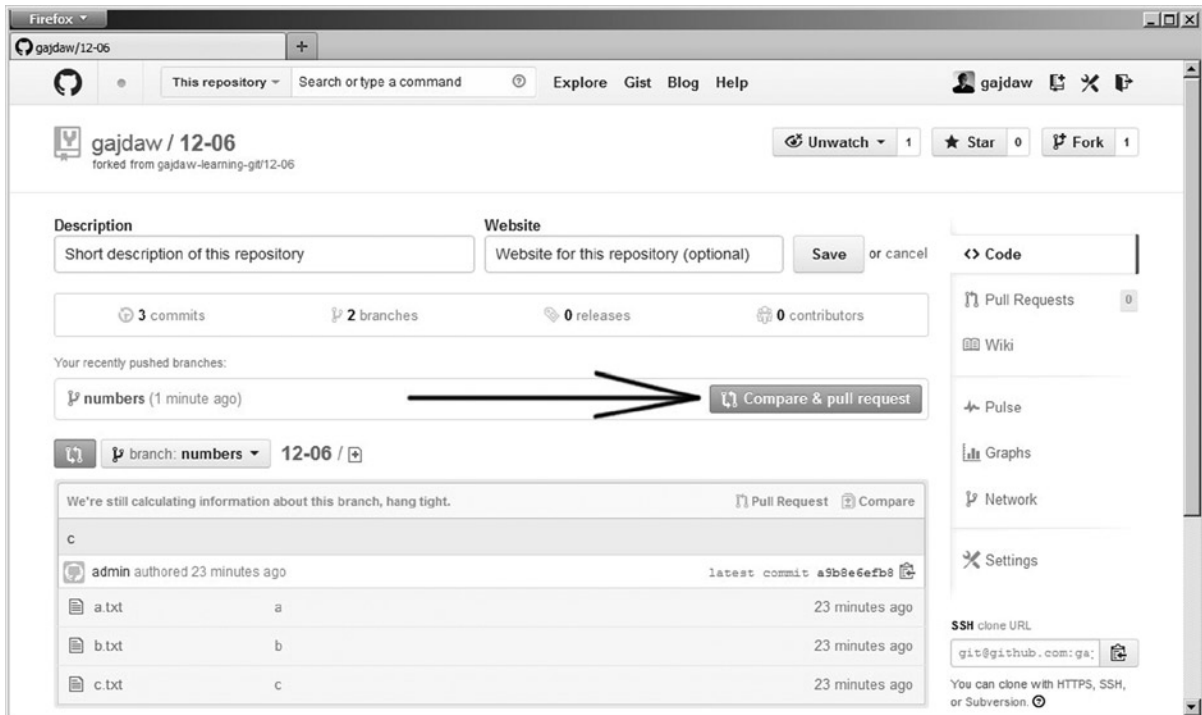 Firefox
gajdaw/12-06
This repository Search or type a command Explore Gist Blog Help gajdaw
gajdaw / 12-06
forked from gajdaw-learning-git/12-06
Unwatch 1 Star 0 Fork 1
Description
Short description of this repository
Website
Website for this repository (optional)
Save or cancel
3 commits 2 branches 0 releases 0 contributors
Your recently pushed branches:
numbers (1 minute ago) Compare & pull request
branch: numbers 12-06 /
We're still calculating information about this branch, hang tight. Pull Request Compare
c
admin authored 23 minutes ago latest commit a9b8e6efb8
a.txt a 23 minutes ago
b.txt b 23 minutes ago
c.txt c 23 minutes ago
Code
Pull Requests 0
Wiki
Pulse
Graphs
Network
Settings
SSH clone URL
git@github.com:ga
You can clone with HTTPS, SSH,
or Subversion.